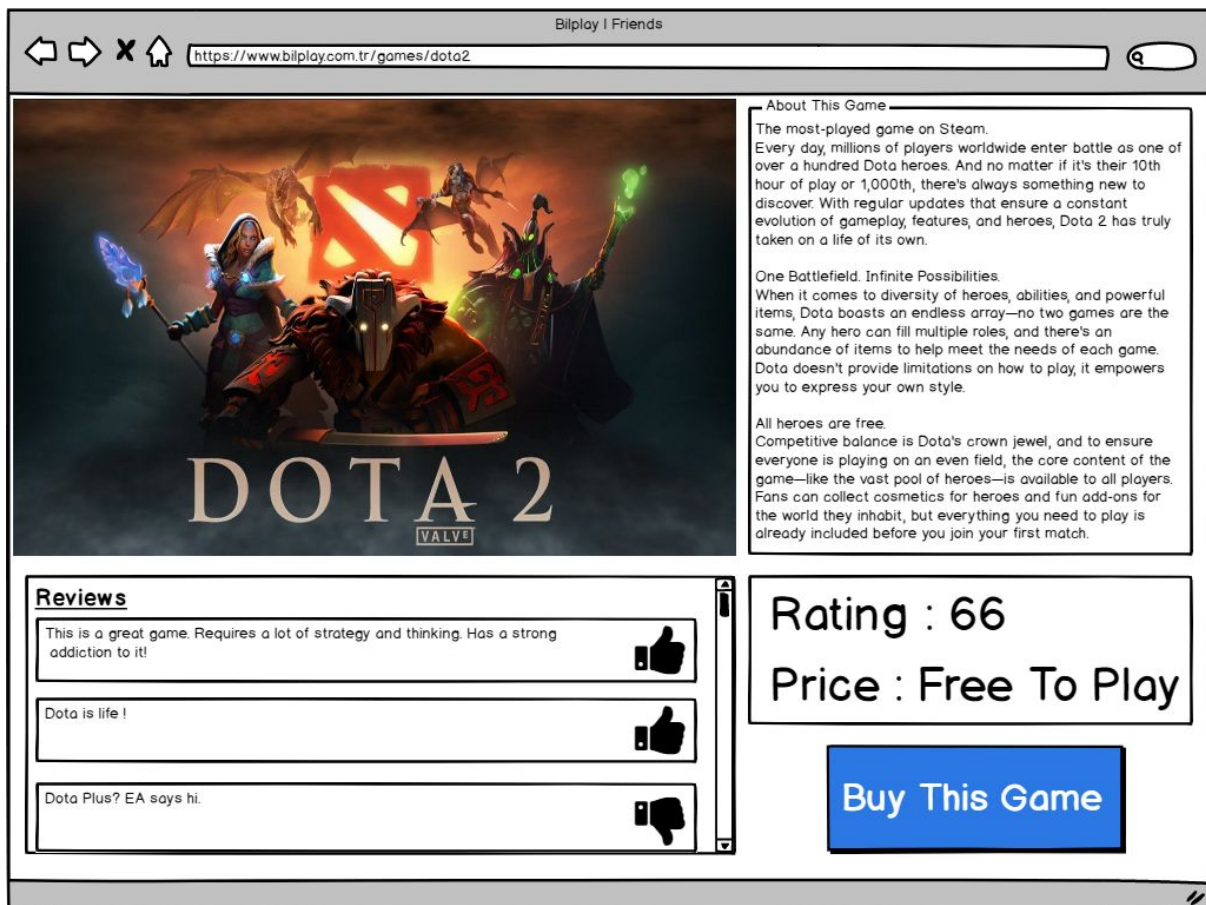 Bilplay | Friends
https://www.bilplay.com.tr/games/dota2
DOTA 2
VALVE
About This Game
The most-played game on Steam.
Every day, millions of players worldwide enter battle as one of
over a hundred Dota heroes. And no matter if it's their 10th
hour of play or 1,000th, there's always something new to
discover. With regular updates that ensure a constant
evolution of gameplay, features, and heroes, Dota 2 has truly
taken on a life of its own.
One Battlefield. Infinite Possibilities.
When it comes to diversity of heroes, abilities, and powerful
items, Dota boasts an endless array—no two games are the
same. Any hero can fill multiple roles, and there's an
abundance of items to help meet the needs of each game.
Dota doesn't provide limitations on how to play, it empowers
you to express your own style.
All heroes are free.
Competitive balance is Dota's crown jewel, and to ensure
everyone is playing on an even field, the core content of the
game—like the vast pool of heroes—is available to all players.
Fans can collect cosmetics for heroes and fun add-ons for
the world they inhabit, but everything you need to play is
already included before you join your first match.
Reviews
This is a great game. Requires a lot of strategy and thinking. Has a strong
addiction to it!
Dota is life !
Dota Plus? EA says hi.
Rating : 66
Price : Free To Play
Buy This Game